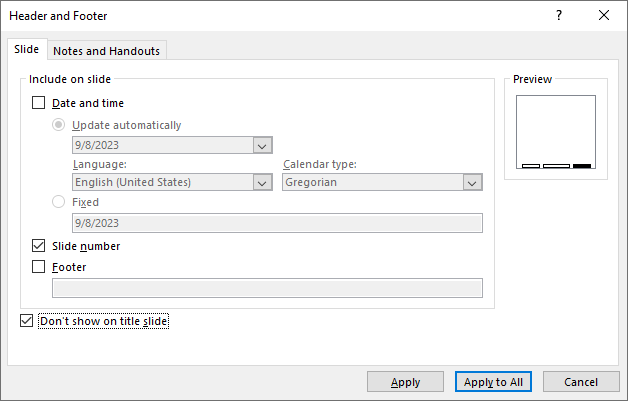 Header and Footer
Slide
Notes and Handouts
Include on slide
Preview
Date and time
Update automatically
9/8/2023
Language:
Calendar type:
English (United States)
Gregorian
Fixed
9/8/2023
Slide number
Footer
Don't show on title slide
Apply
Apply to All
Cancel